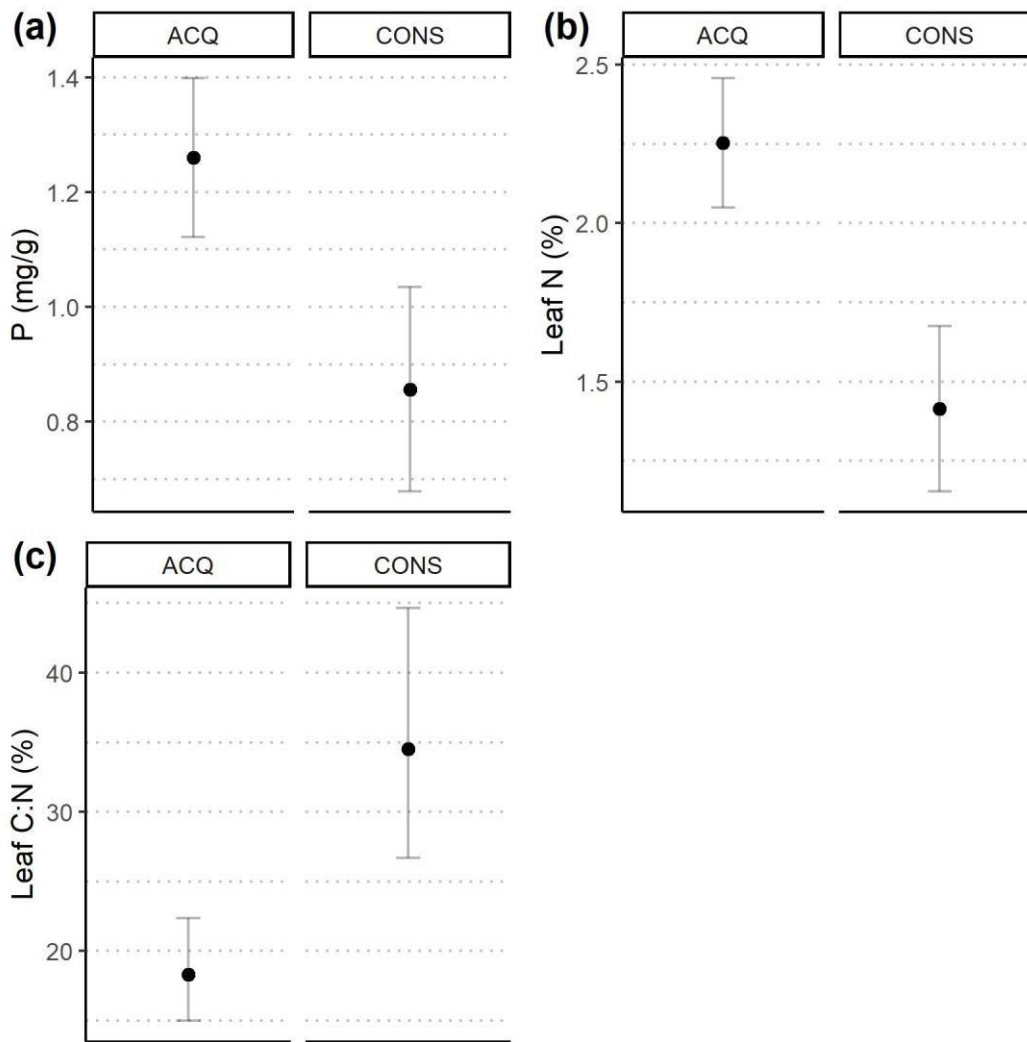 (a)
ACQ
CONS
P (mg/g)
1.4
1.2
1.0
0.8
(b)
ACQ
CONS
Leaf N (%)
2.5
2.0
1.5
(c)
ACQ
CONS
Leaf C:N (%)
40
30
20